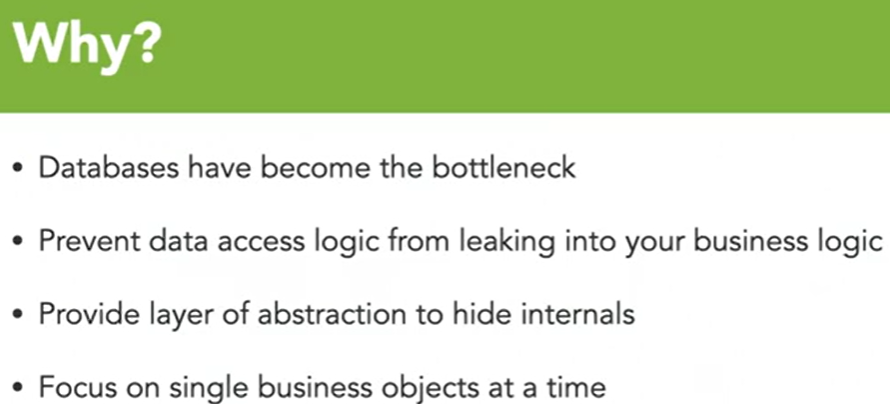 Why?
• Databases have become the bottleneck
• Prevent data access logic from leaking into your business logic
• Provide layer of abstraction to hide internals
• Focus on single business objects at a time